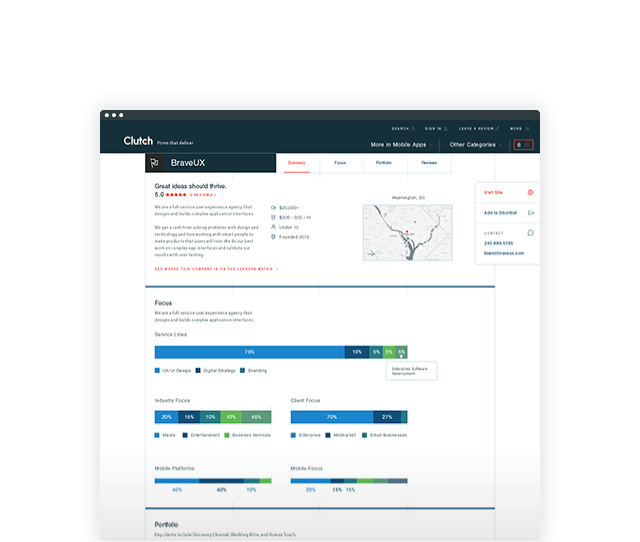 SEARCH SIGN IN LEAVE A REVIEW MORE
Clutch Firms that deliver More in Mobile Apps Other Categories 6
BraveUX Summary Focus Portfolio Reviews
Great ideas should thrive.
5.0 2 REVIEWS
We are a full service user experience agency that
designs and builds complex application interfaces.
We get a rush from solving problems with design and
technology and love working with smart people to
make products that users will love. We do our best
work on complex app interfaces and validate our
results with user testing.
SEE WHERE THIS COMPANY IS ON THE LEADERS MATRIX
$20,000+
$200 - 300 / hr
Under 10
Founded 2013
Washington, DC
Visit Site
Add to Shortlist
CONTACT
Focus
We are a full service user experience agency that
designs and builds complex application interfaces.
Service Lines
75% 10% 5% 5% 5%
UX/UI Design Digital Strategy Branding
Enterprise Software
Development
Industry Focus Client Focus
20% 15% 10% 10% 45% 70% 27%
Media Entertainment Business Services Enterprise Midmarket Small Businesses
Mobile Platforms Mobile Focus
40% 40% 10% 20% 15% 15%
Portfolio
Key clients include Discovery Channel, Wedding Wire, and Human Touch.